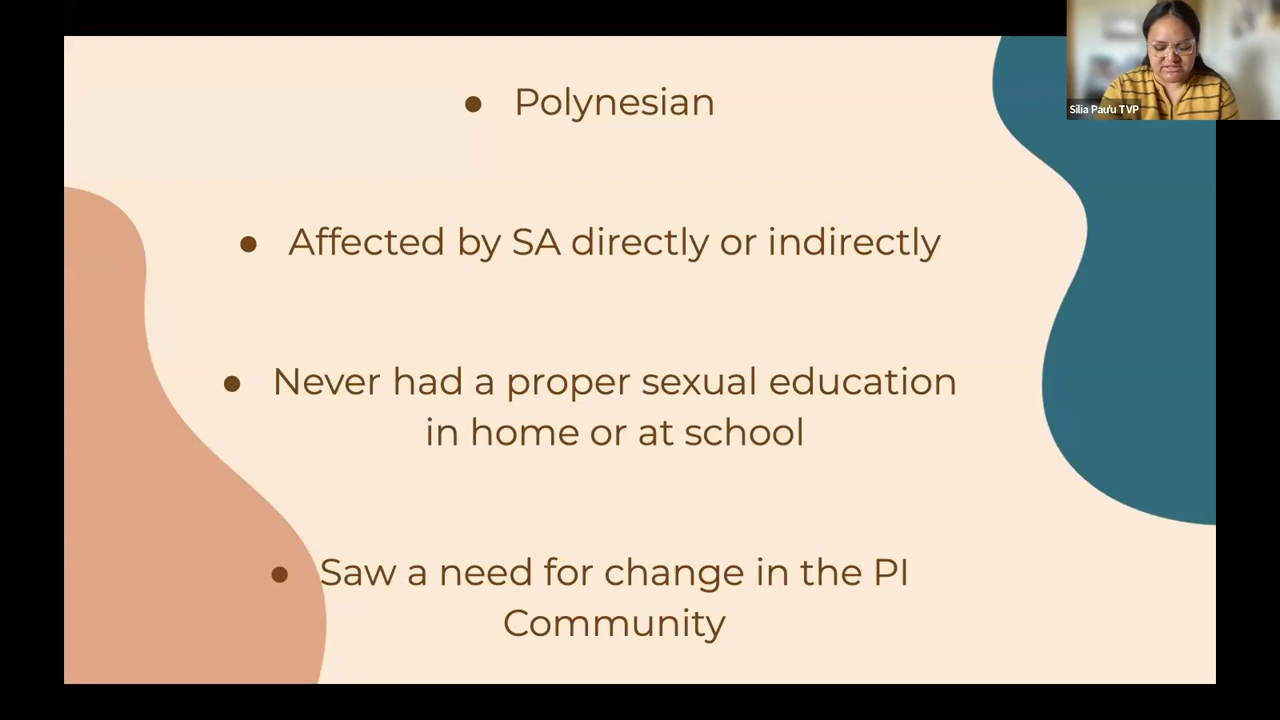 Silia Pau'u TVP
● Polynesian
● Affected by SA directly or indirectly
● Never had a proper sexual education
in home or at school
● Saw a need for change in the PI
Community